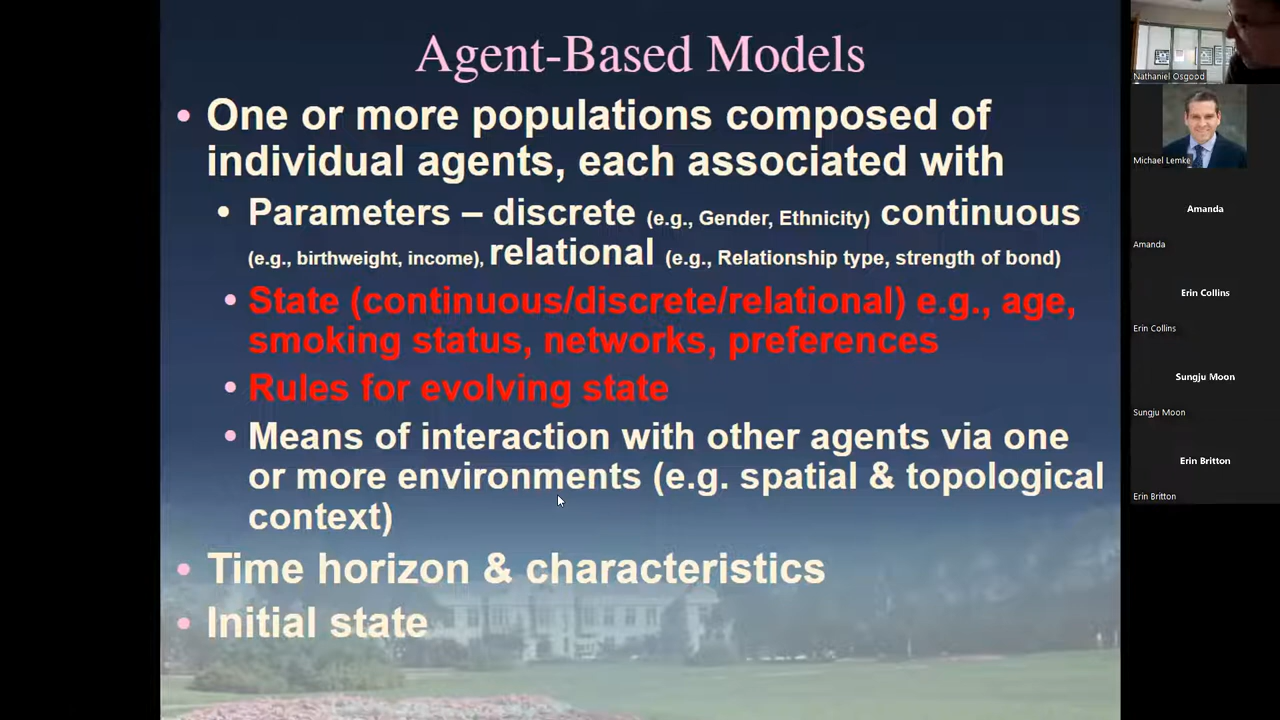 Agent-Based Models
• One or more populations composed of
individual agents, each associated with
• Parameters – discrete (e.g., Gender, Ethnicity) continuous
(e.g., birthweight, income), relational (e.g., Relationship type, strength of bond)
• State (continuous/discrete/relational) e.g., age,
smoking status, networks, preferences
• Rules for evolving state
• Means of interaction with other agents via one
or more environments (e.g. spatial & topological
context)
• Time horizon & characteristics
• Initial state
Nathaniel Osgood
Michael Lemke
Amanda
Amanda
Erin Collins
Erin Collins
Sungju Moon
Sungju Moon
Erin Britton
Erin Britton